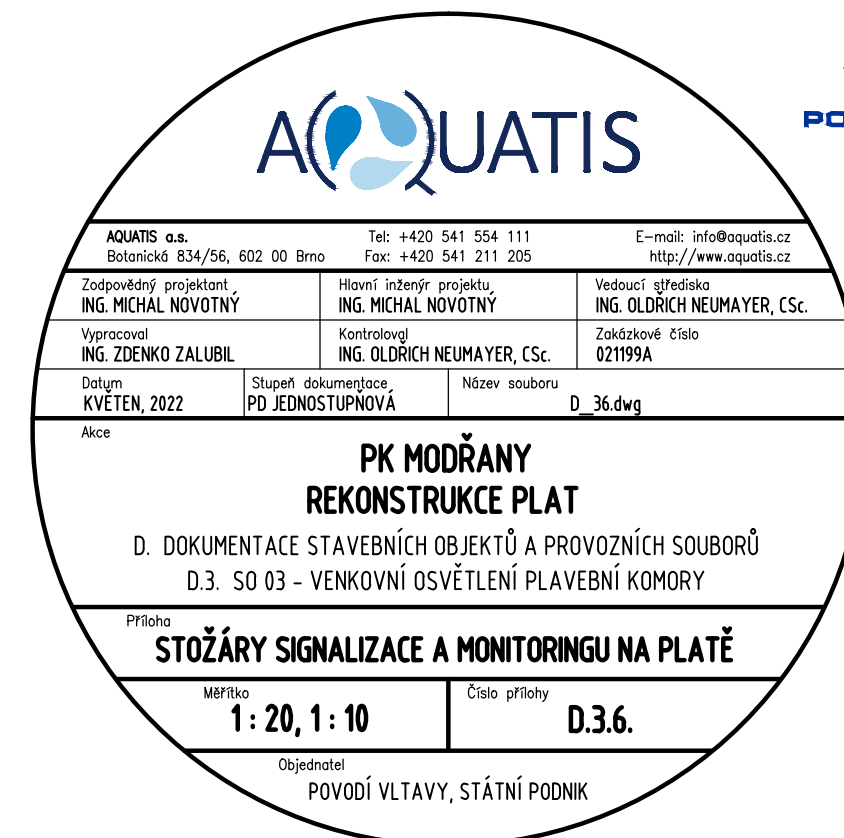 AQUATIS
PO
AQUATIS a.s. Tel: +420 541 554 111 E-mail: info@aquatis.cz
Botanická 834/56, 602 00 Brno Fax: +420 541 211 205 http://www.aquatis.cz
Zodpovědný projektant Hlavní inženýr projektu Vedoucí střediska
ING. MICHAL NOVOTNÝ ING. MICHAL NOVOTNÝ ING. OLDŘICH NEUMAYER, CSc.
Vypracoval Kontroloval Zakázkové číslo
ING. ZDENKO ZALUBIL ING. OLDŘICH NEUMAYER, CSc. 021199A
Datum Stupeň dokumentace Název souboru
KVĚTEN, 2022 PD JEDNOSTUPŇOVÁ D_36.dwg
Akce
PK MODŘANY
REKONSTRUKCE PLAT
D. DOKUMENTACE STAVEBNÍCH OBJEKTŮ A PROVOZNÍCH SOUBORŮ
D.3. SO 03 - VENKOVNÍ OSVĚTLENÍ PLAVEBNÍ KOMORY
Příloha
STOŽÁRY SIGNALIZACE A MONITORINGU NA PLATĚ
Měřítko Číslo přílohy
1 : 20, 1 : 10 D.3.6.
Objednatel
POVODÍ VLTAVY, STÁTNÍ PODNIK